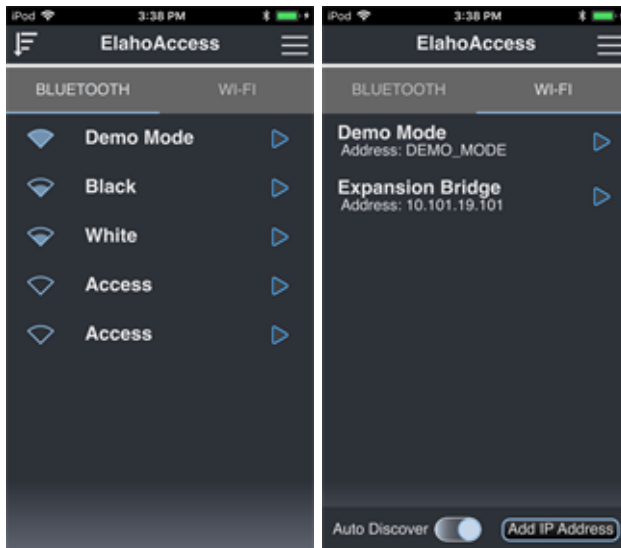 iPod 3:38 PM
ElahoAccess
BLUETOOTH WI-FI
Demo Mode
Black
White
Access
Access
iPod 3:38 PM
ElahoAccess
BLUETOOTH WI-FI
Demo Mode
Address: DEMO_MODE
Expansion Bridge
Address: 10.101.19.101
Auto Discover Add IP Address